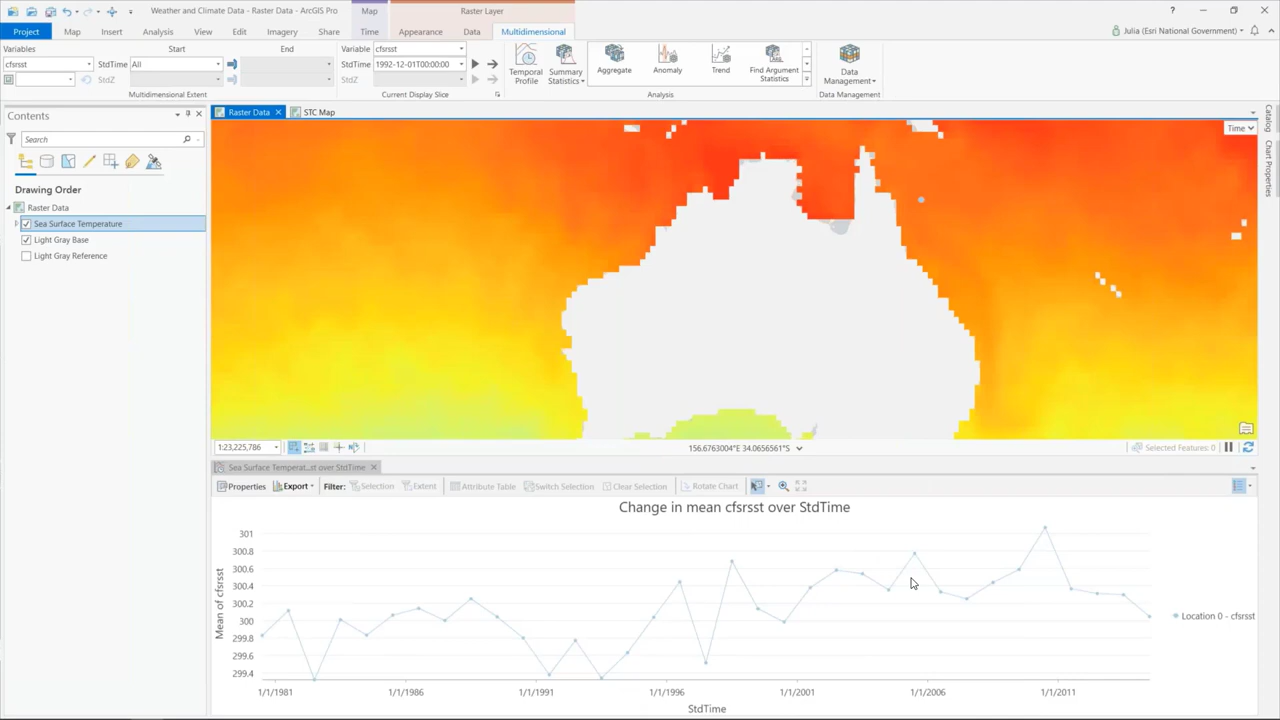 Weather and Climate Data - Raster Data - ArcGIS Pro
Map
Raster Layer
?
Project
Map
Insert
Analysis
View
Edit
Imagery
Share
Time
Appearance
Data
Multidimensional
Julia (Esri National Government)
Variables
Start
End
cfsrsst
StdTime
All
StdZ
Multidimensional Extent
Variable
cfsrsst
StdTime
1992-12-01T00:00:00
StdZ
Current Display Slice
Temporal
Profile
Summary
Statistics
Aggregate
Anomaly
Trend
Find Argument
Statistics
Analysis
Data
Management
Data Management
Contents
Search
Drawing Order
Raster Data
Sea Surface Temperature
Light Gray Base
Light Gray Reference
Raster Data
STC Map
Time
Catalog
Chart Properties
1:23,225,786
156.6763004°E 34.0656561°S
Selected Features: 0
Sea Surface Temperat...st over StdTime
Properties
Export
Filter:
Selection
Extent
Attribute Table
Switch Selection
Clear Selection
Rotate Chart
Change in mean cfsrsst over StdTime
Mean of cfsrsst
301
300.8
300.6
300.4
300.2
300
299.8
299.6
299.4
1/1/1981
1/1/1986
1/1/1991
1/1/1996
1/1/2001
1/1/2006
1/1/2011
StdTime
Location 0 - cfsrsst